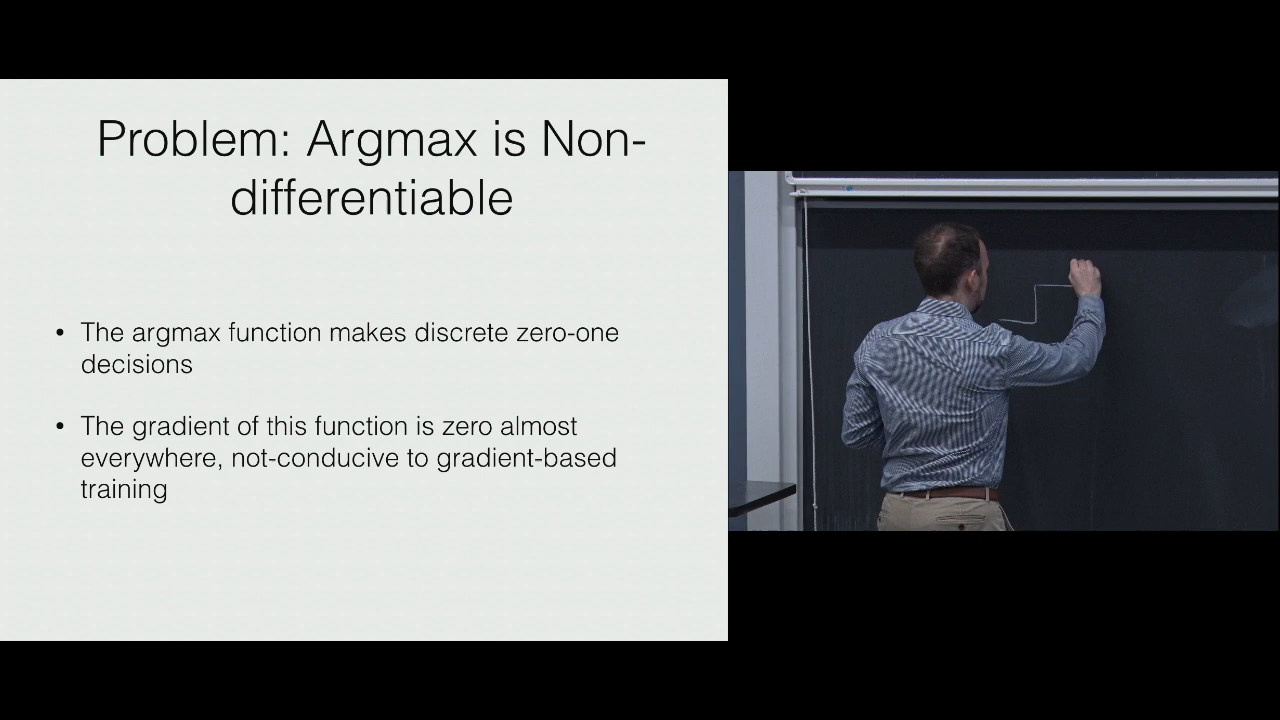 Problem: Argmax is Non-
differentiable
• The argmax function makes discrete zero-one
decisions
• The gradient of this function is zero almost
everywhere, not-conducive to gradient-based
training